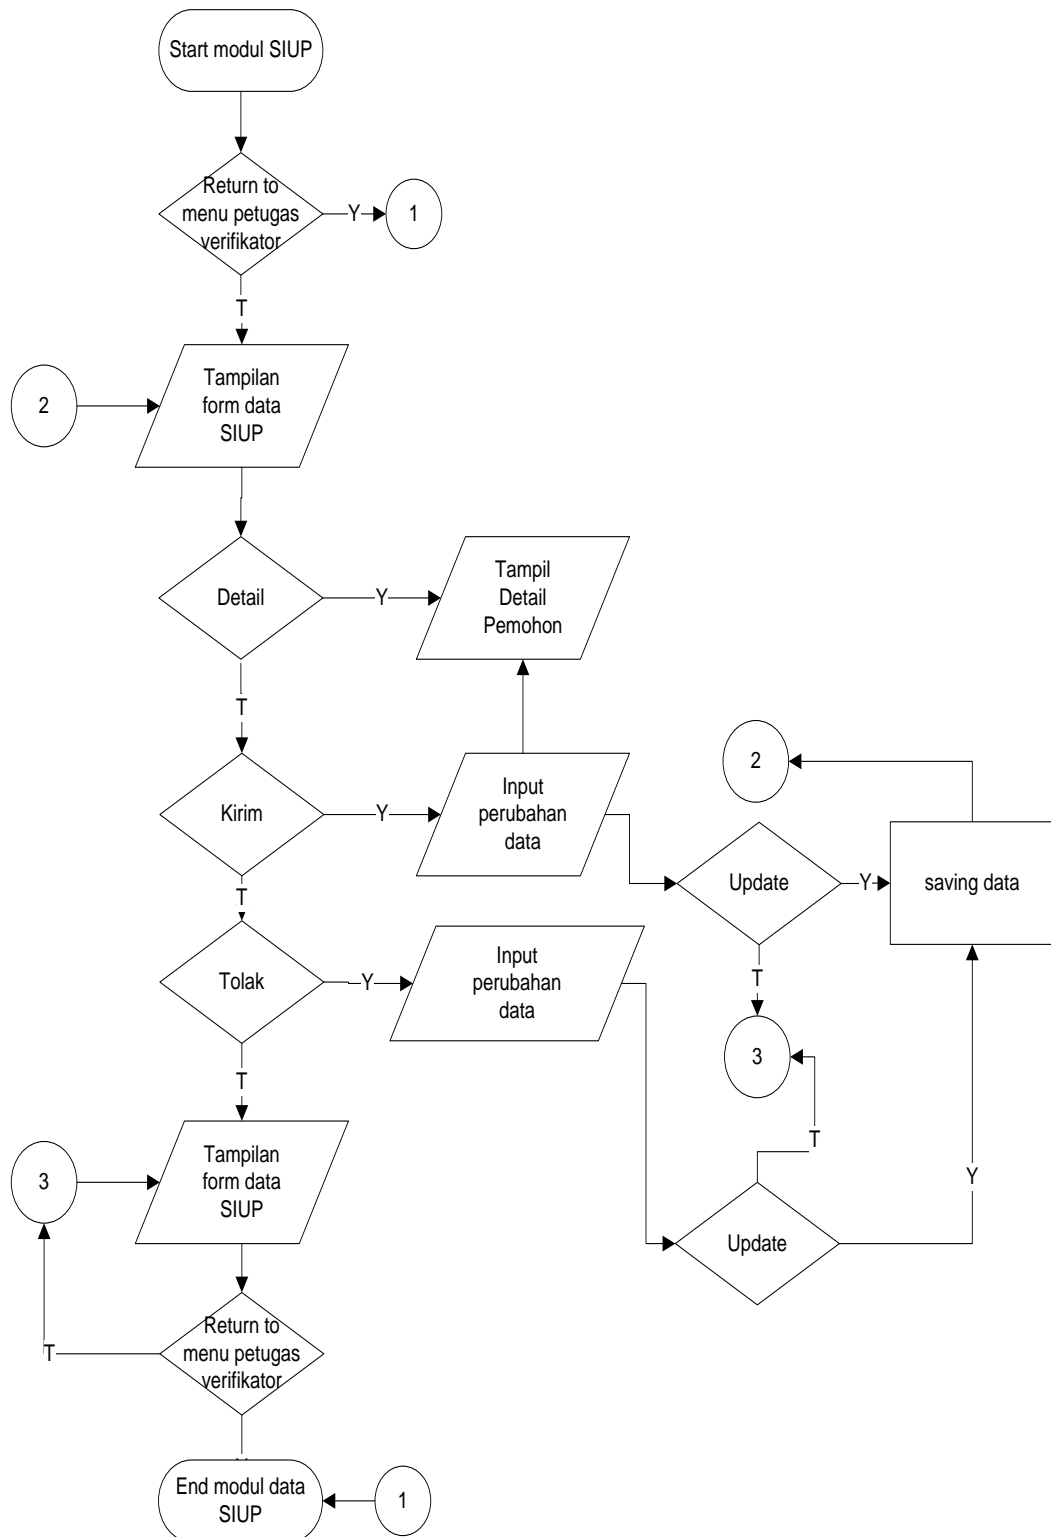 Start modul SIUP
Return to
menu petugas
verifikator
Y
1
T
Tampilan
form data
SIUP
2
Detail
Y
Tampil
Detail
Pemohon
T
Kirim
Y
Input
perubahan
data
2
Update
Y
saving data
T
Tolak
Y
Input
perubahan
data
T
3
T
T
Tampilan
form data
SIUP
3
Y
Update
Return to
menu petugas
verifikator
T
End modul data
SIUP
1